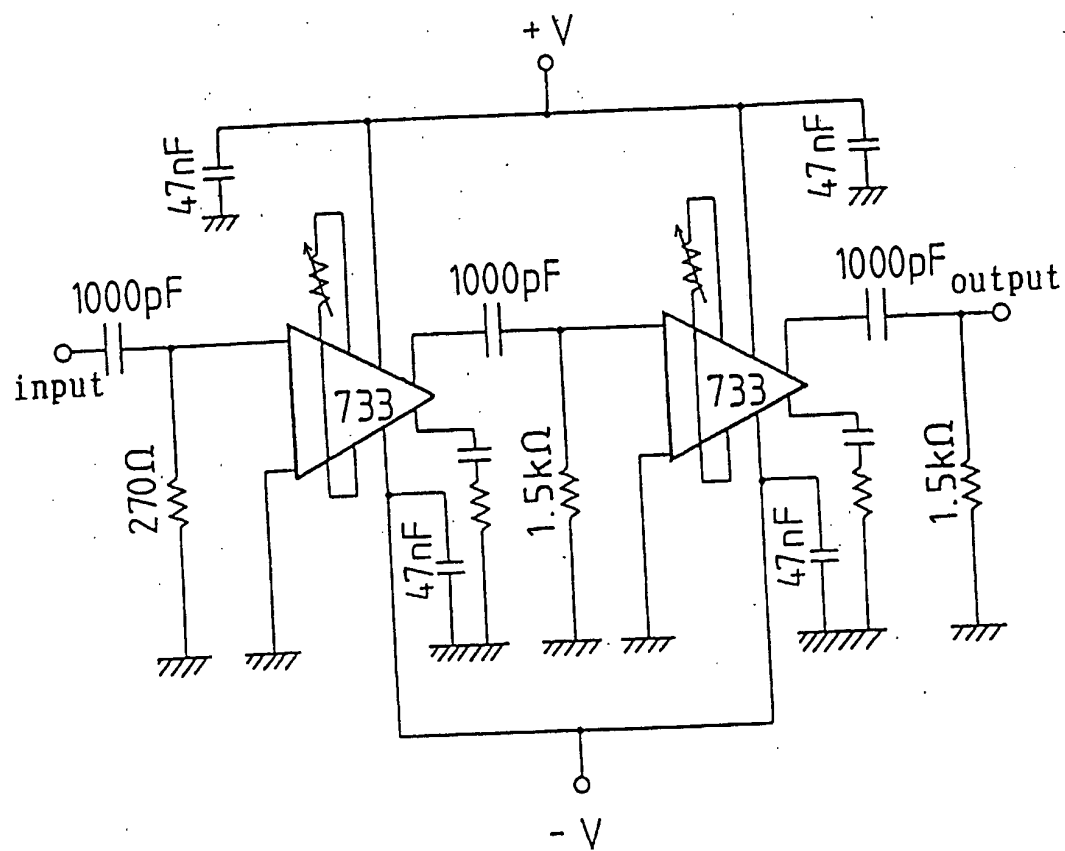 + V
47nF
47nF
1000pF
1000pF
1000pF
output
input
733
733
270Ω
1.5kΩ
1.5kΩ
47nF
47nF
- V